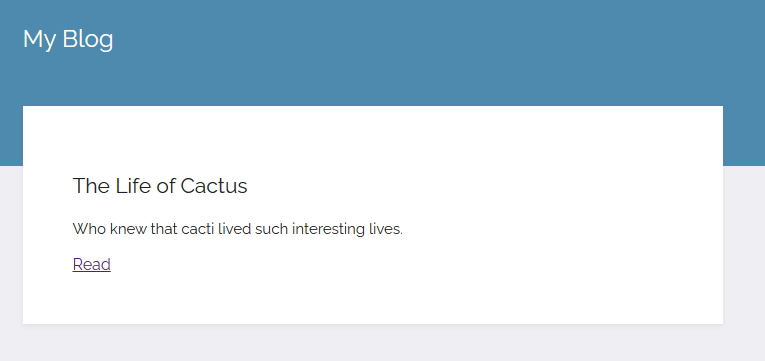 My Blog
The Life of Cactus
Who knew that cacti lived such interesting lives.
Read